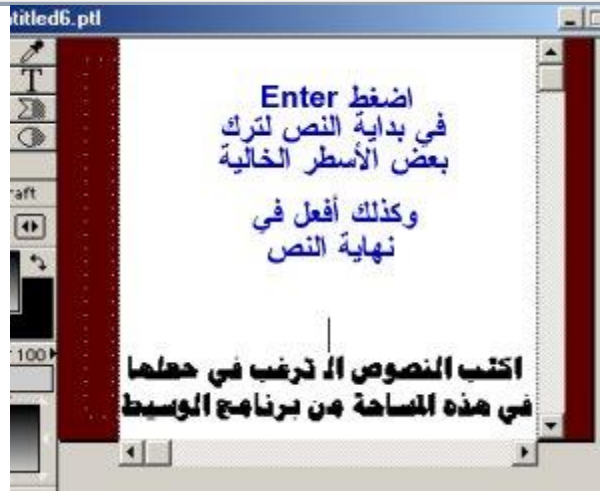 titled6.ptl
T
اضغط Enter
في بداية النص لترك
بعض الأسطر الخالية
وكذلك أفعل في
نهاية النص
aft
100
اكتب النصوص الـ ترغب في جعلها
في هذه المساحة من برنامج الوسيط